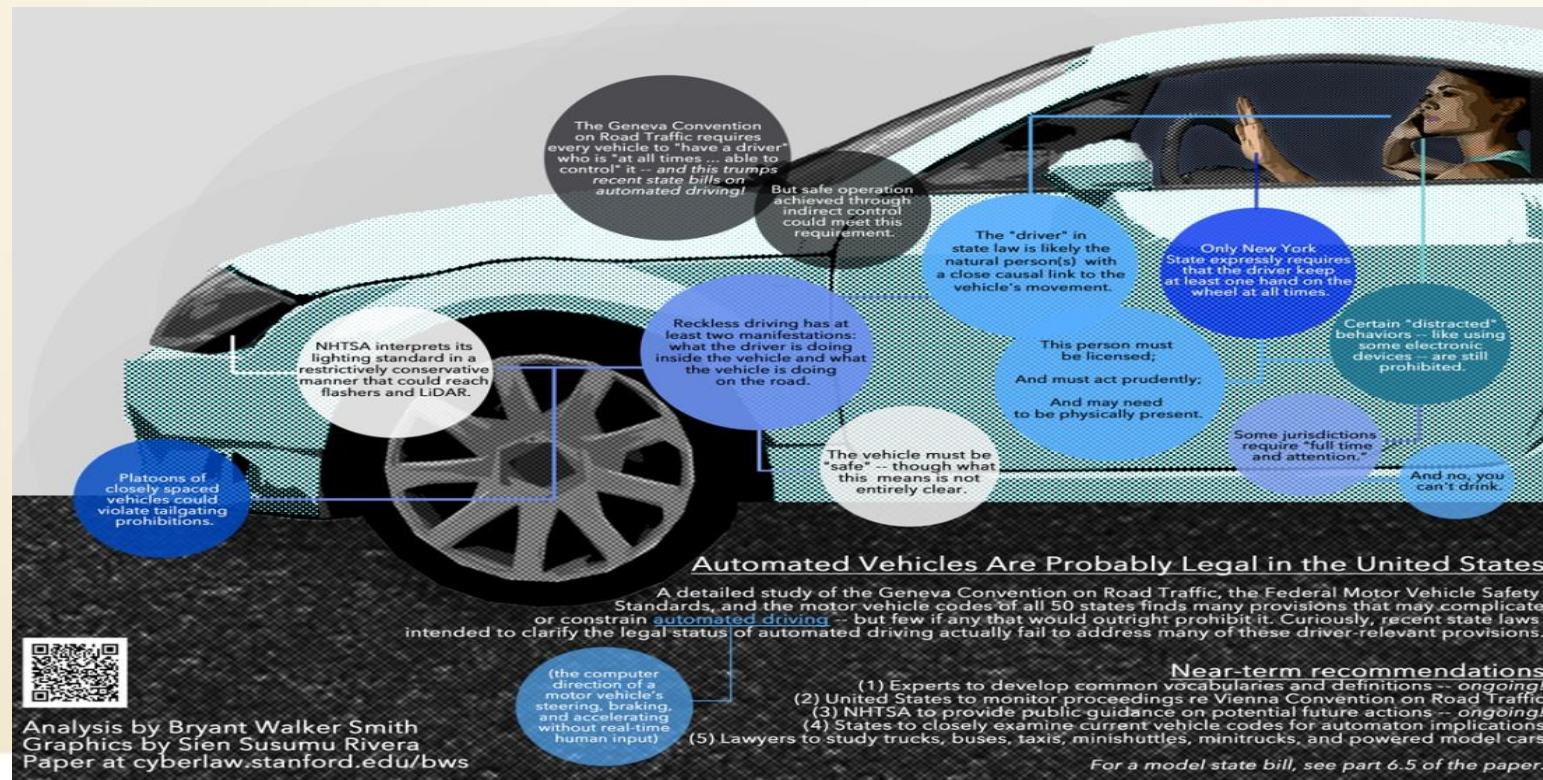 The Geneva Convention
on Road Traffic requires
every vehicle to "have a driver"
who is "at all times ... able to
control" it -- and this trumps
recent state bills on
automated driving!
But safe operation
achieved through
indirect control
could meet this
requirement.
The "driver" in
state law is likely the
natural person(s) with
a close causal link to the
vehicle's movement.
Only New York
State expressly requires
that the driver keep
at least one hand on the
wheel at all times.
NHTSA interprets its
lighting standard in a
restrictively conservative
manner that could reach
flashers and LiDAR.
Reckless driving has at
least two manifestations:
what the driver is doing
inside the vehicle and what
the vehicle is doing
on the road.
This person must
be licensed;
And must act prudently;
And may need
to be physically present.
Certain "distracted"
behaviors -- like using
some electronic
devices -- are still
prohibited.
Platoons of
closely spaced
vehicles could
violate tailgating
prohibitions.
The vehicle must be
"safe" -- though what
this means is not
entirely clear.
Some jurisdictions
require "full time
and attention."
And no, you
can't drink.
Automated Vehicles Are Probably Legal in the United States
A detailed study of the Geneva Convention on Road Traffic, the Federal Motor Vehicle Safety
Standards, and the motor vehicle codes of all 50 states finds many provisions that may complicate
or constrain automated driving -- but few if any that would outright prohibit it. Curiously, recent state laws
intended to clarify the legal status of automated driving actually fail to address many of these driver-relevant provisions.
(the computer
direction of a
motor vehicle's
steering, braking,
and accelerating
without real-time
human input)
Near-term recommendations
(1) Experts to develop common vocabularies and definitions -- ongoing!
(2) United States to monitor proceedings re Vienna Convention on Road Traffic
(3) NHTSA to provide public guidance on potential future actions -- ongoing!
(4) States to closely examine current vehicle codes for automaton implications
(5) Lawyers to study trucks, buses, taxis, minishuttles, minitrucks, and powered model cars
For a model state bill, see part 6.5 of the paper.
Analysis by Bryant Walker Smith
Graphics by Sien Susumu Rivera
Paper at cyberlaw.stanford.edu/bws